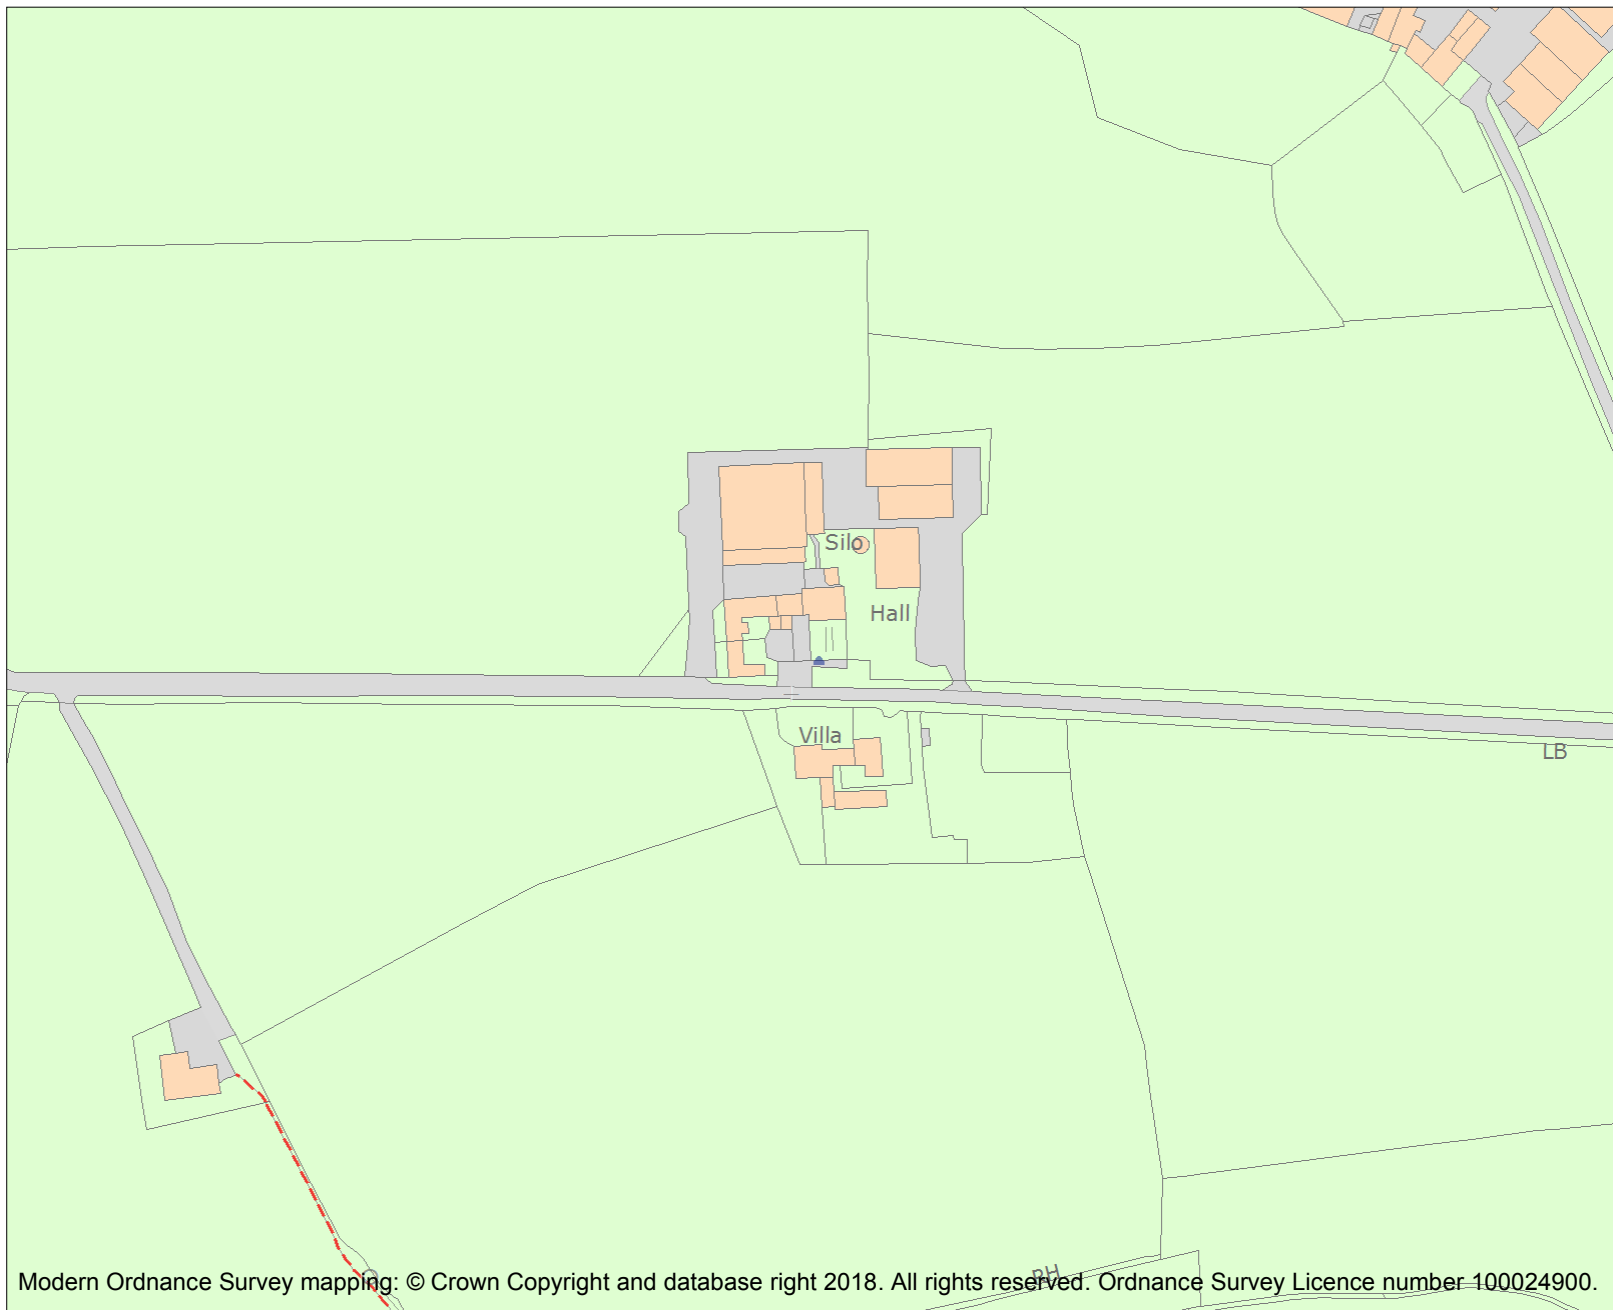 Silo
Hall
Villa
LB
RH
Modern Ordnance Survey mapping: © Crown Copyright and database right 2018. All rights reserved. Ordnance Survey Licence number 100024900.